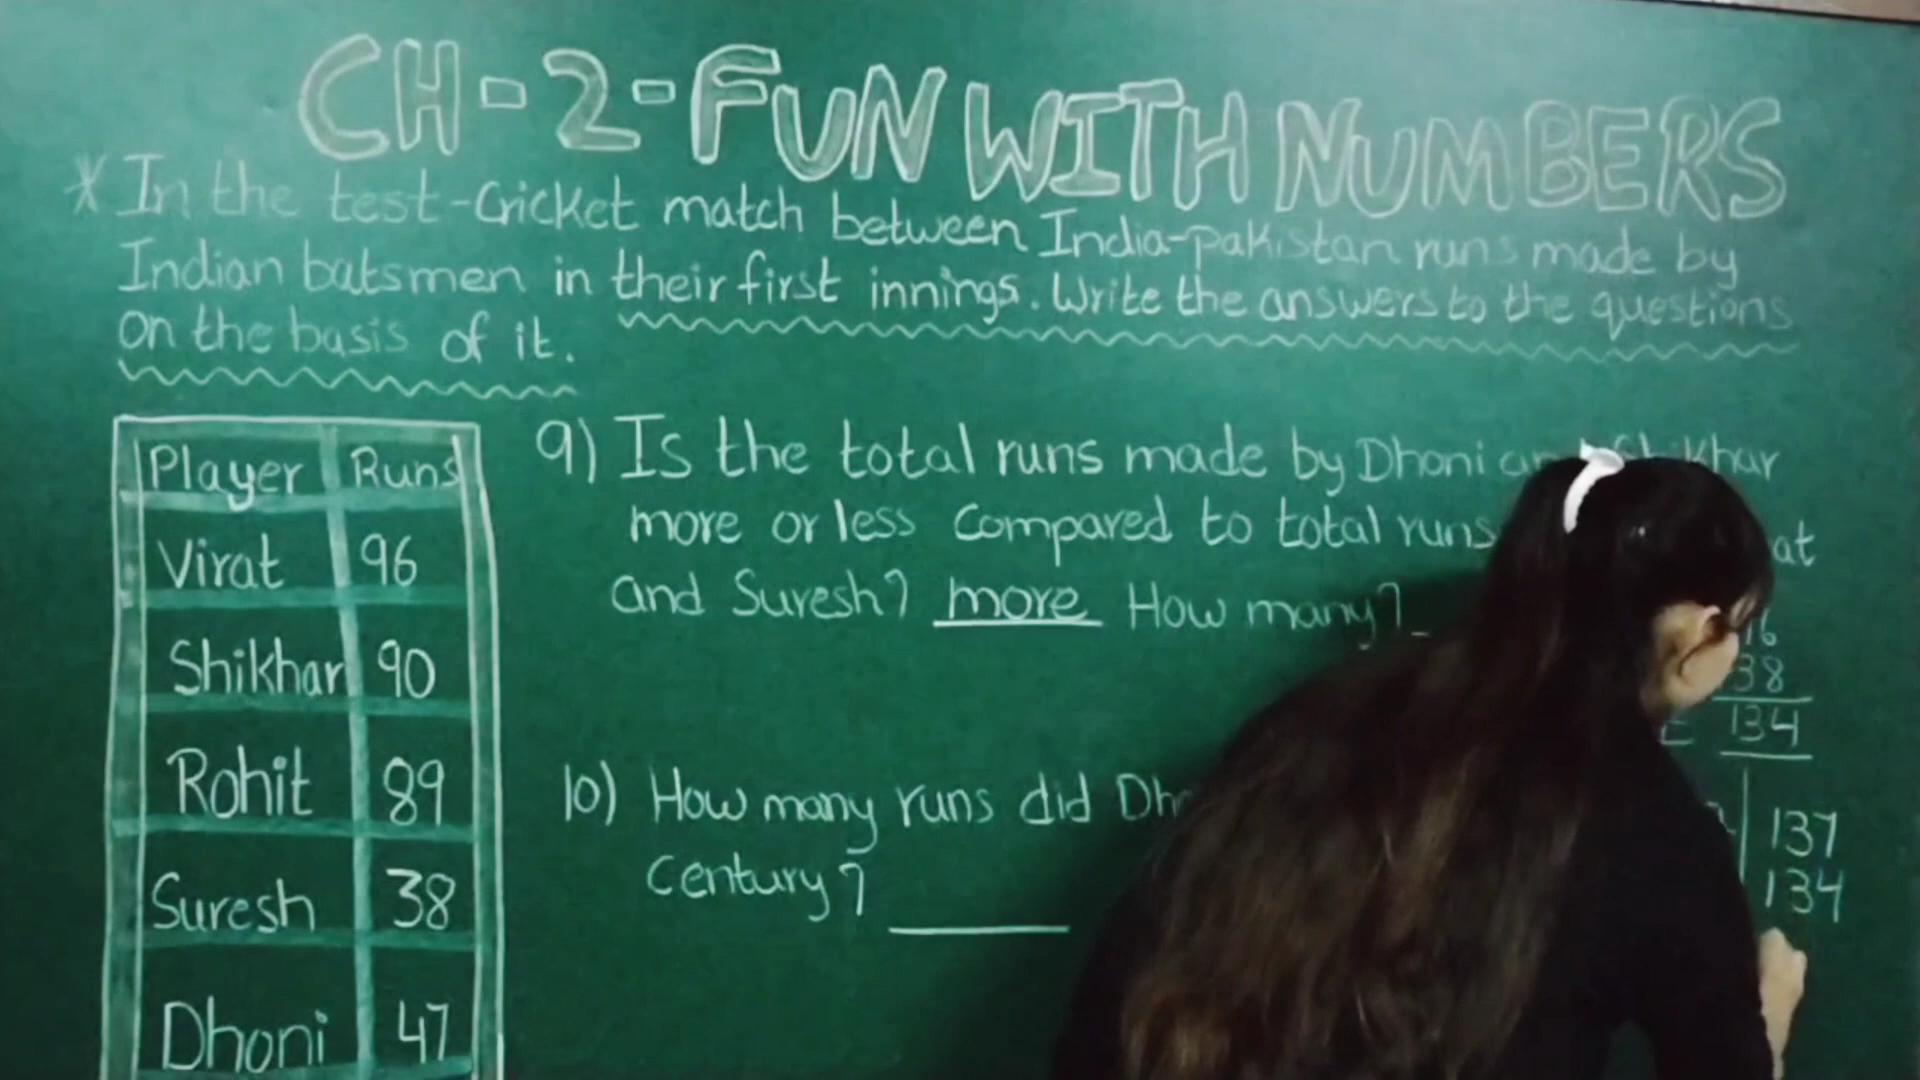 CH-2-FUN WITH NUMBERS
* In the test-cricket match between India-pakistan runs made by
Indian batsmen in their first innings. Write the answers to the questions
on the basis of it.
Player Runs
Virat 96
Shikhar 90
Rohit 89
Suresh 38
Dhoni 47
9) Is the total runs made by Dhoni Shikhar
more or less compared to total runs
and Suresh? more How many?
38
134
10) How many runs did
century?
137
134